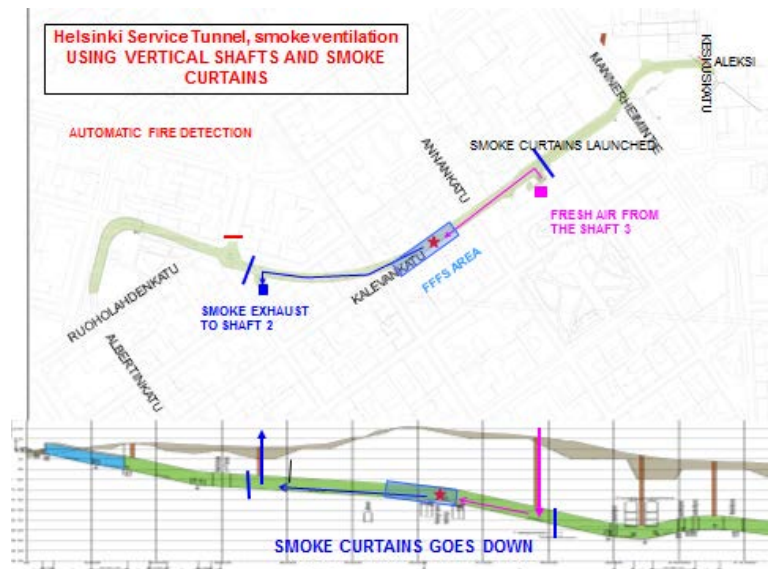 Helsinki Service Tunnel, smoke ventilation
USING VERTICAL SHAFTS AND SMOKE
CURTAINS
KESKUSKATU
ALEKSI
MANNERHEIMINTIE
AUTOMATIC FIRE DETECTION
ANNANKATU
SMOKE CURTAINS LAUNCHED
FRESH AIR FROM
THE SHAFT 3
FFFS AREA
KALEVANKATU
RUOHOLAHDENKATU
SMOKE EXHAUST
TO SHAFT 2
ALBERTINKATU
SMOKE CURTAINS GOES DOWN